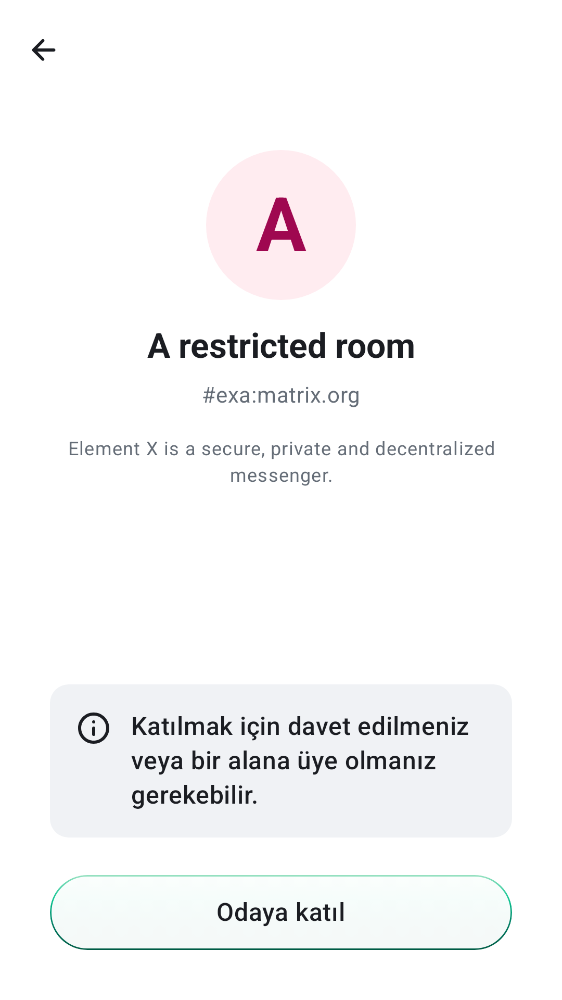 A
A restricted room
#exa:matrix.org
Element X is a secure, private and decentralized
messenger.
Katılmak için davet edilmeniz
veya bir alana üye olmanız
gerekebilir.
Odaya katıl